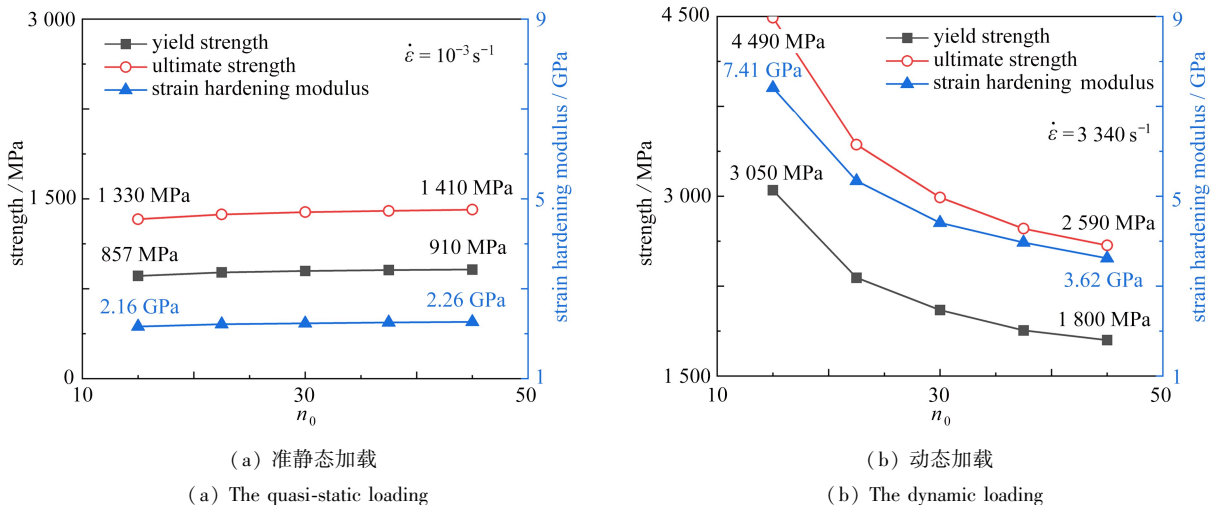 3 000
1 500
0
strength / MPa
yield strength
ultimate strength
strain hardening modulus
ε̇ = 10⁻³ s⁻¹
1 330 MPa
1 410 MPa
857 MPa
910 MPa
2.16 GPa
2.26 GPa
9
5
1
strain hardening modulus / GPa
10
30
50
n₀
(a) 准静态加载
(a) The quasi-static loading
4 500
3 000
1 500
strength / MPa
4 490 MPa
7.41 GPa
yield strength
ultimate strength
strain hardening modulus
ε̇ = 3 340 s⁻¹
3 050 MPa
2 590 MPa
3.62 GPa
1 800 MPa
9
5
1
strain hardening modulus / GPa
10
30
50
n₀
(b) 动态加载
(b) The dynamic loading